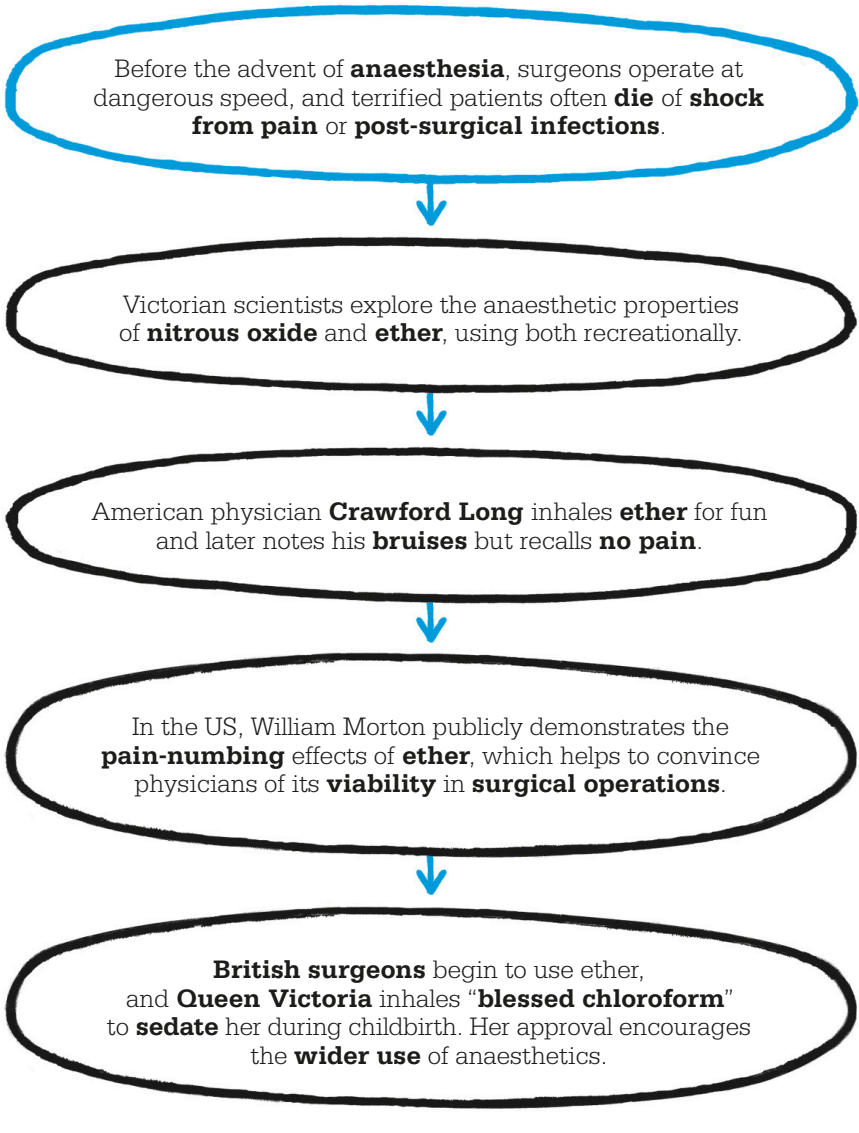 Before the advent of anaesthesia, surgeons operate at
dangerous speed, and terrified patients often die of shock
from pain or post-surgical infections.
Victorian scientists explore the anaesthetic properties
of nitrous oxide and ether, using both recreationally.
American physician Crawford Long inhales ether for fun
and later notes his bruises but recalls no pain.
In the US, William Morton publicly demonstrates the
pain-numbing effects of ether, which helps to convince
physicians of its viability in surgical operations.
British surgeons begin to use ether,
and Queen Victoria inhales “blessed chloroform”
to sedate her during childbirth. Her approval encourages
the wider use of anaesthetics.